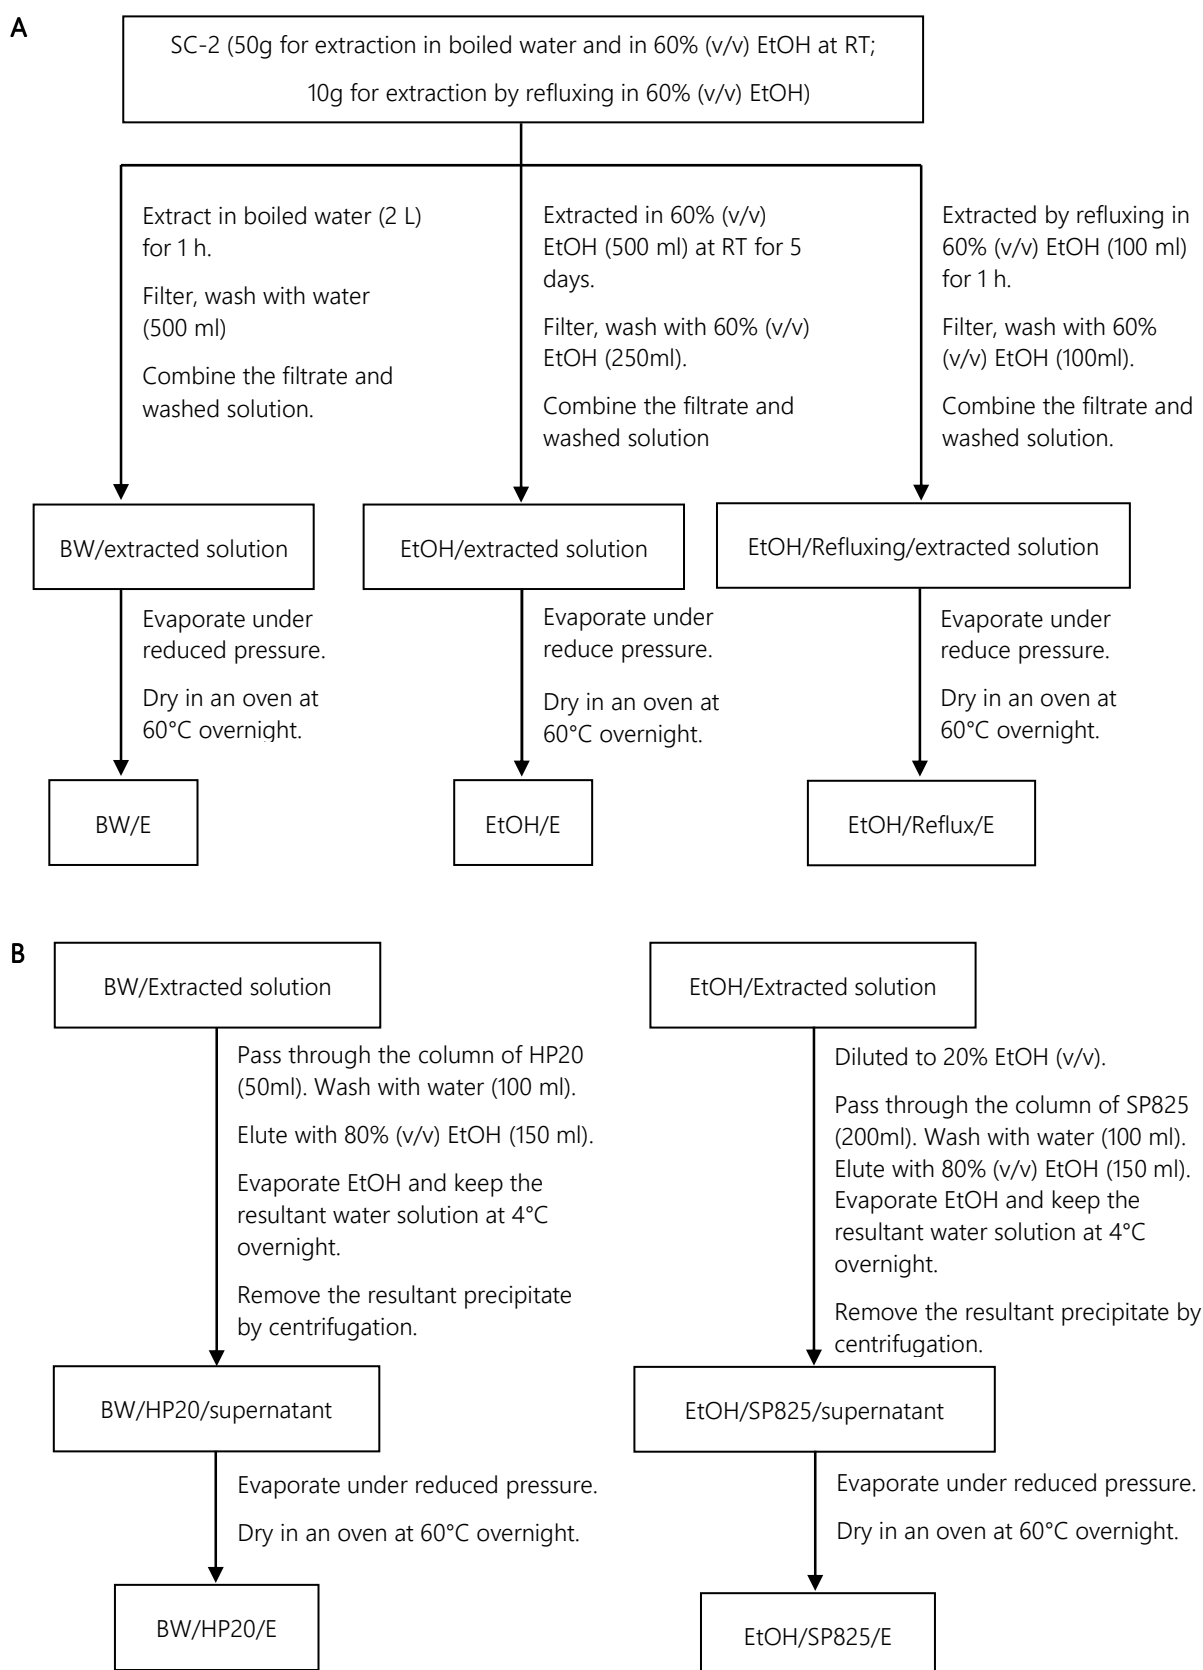 A
SC-2 (50g for extraction in boiled water and in 60% (v/v) EtOH at RT;
10g for extraction by refluxing in 60% (v/v) EtOH)
Extract in boiled water (2 L)
for 1 h.
Filter, wash with water
(500 ml)
Combine the filtrate and
washed solution.
Extracted in 60% (v/v)
EtOH (500 ml) at RT for 5
days.
Filter, wash with 60% (v/v)
EtOH (250ml).
Combine the filtrate and
washed solution
Extracted by refluxing in
60% (v/v) EtOH (100 ml)
for 1 h.
Filter, wash with 60%
(v/v) EtOH (100ml).
Combine the filtrate and
washed solution.
BW/extracted solution
EtOH/extracted solution
EtOH/Refluxing/extracted solution
Evaporate under
reduced pressure.
Dry in an oven at
60°C overnight.
Evaporate under
reduce pressure.
Dry in an oven at
60°C overnight.
Evaporate under
reduce pressure.
Dry in an oven at
60°C overnight.
BW/E
EtOH/E
EtOH/Reflux/E
B
BW/Extracted solution
EtOH/Extracted solution
Pass through the column of HP20
(50ml). Wash with water (100 ml).
Elute with 80% (v/v) EtOH (150 ml).
Evaporate EtOH and keep the
resultant water solution at 4°C
overnight.
Remove the resultant precipitate
by centrifugation.
Diluted to 20% EtOH (v/v).
Pass through the column of SP825
(200ml). Wash with water (100 ml).
Elute with 80% (v/v) EtOH (150 ml).
Evaporate EtOH and keep the
resultant water solution at 4°C
overnight.
Remove the resultant precipitate by
centrifugation.
BW/HP20/supernatant
EtOH/SP825/supernatant
Evaporate under reduced pressure.
Dry in an oven at 60°C overnight.
Evaporate under reduced pressure.
Dry in an oven at 60°C overnight.
BW/HP20/E
EtOH/SP825/E